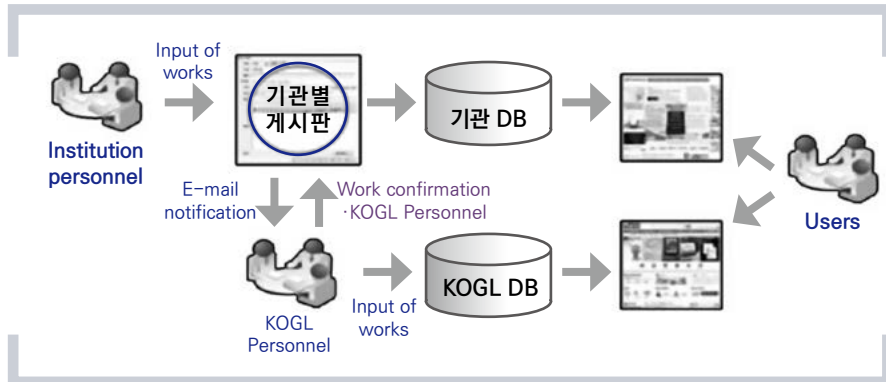 Input of
works
기관별
게시판
기관 DB
Institution
personnel
E-mail
notification
Work confirmation
·KOGL Personnel
Users
KOGL DB
KOGL
Personnel
Input of
works